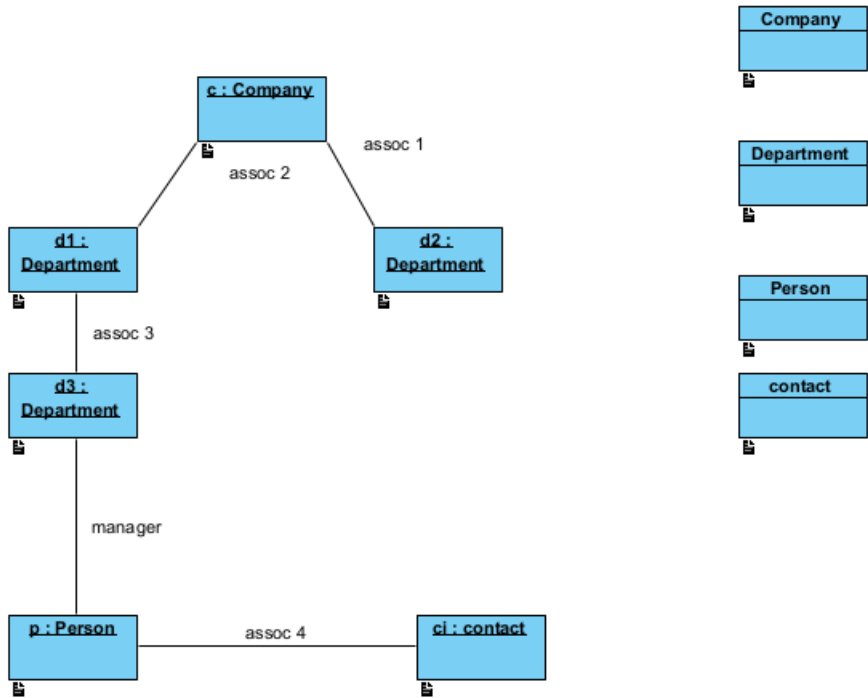 Company
c : Company
assoc 1
assoc 2
Department
d1 :
Department
d2 :
Department
Person
assoc 3
d3 :
Department
contact
manager
p : Person
assoc 4
ci : contact